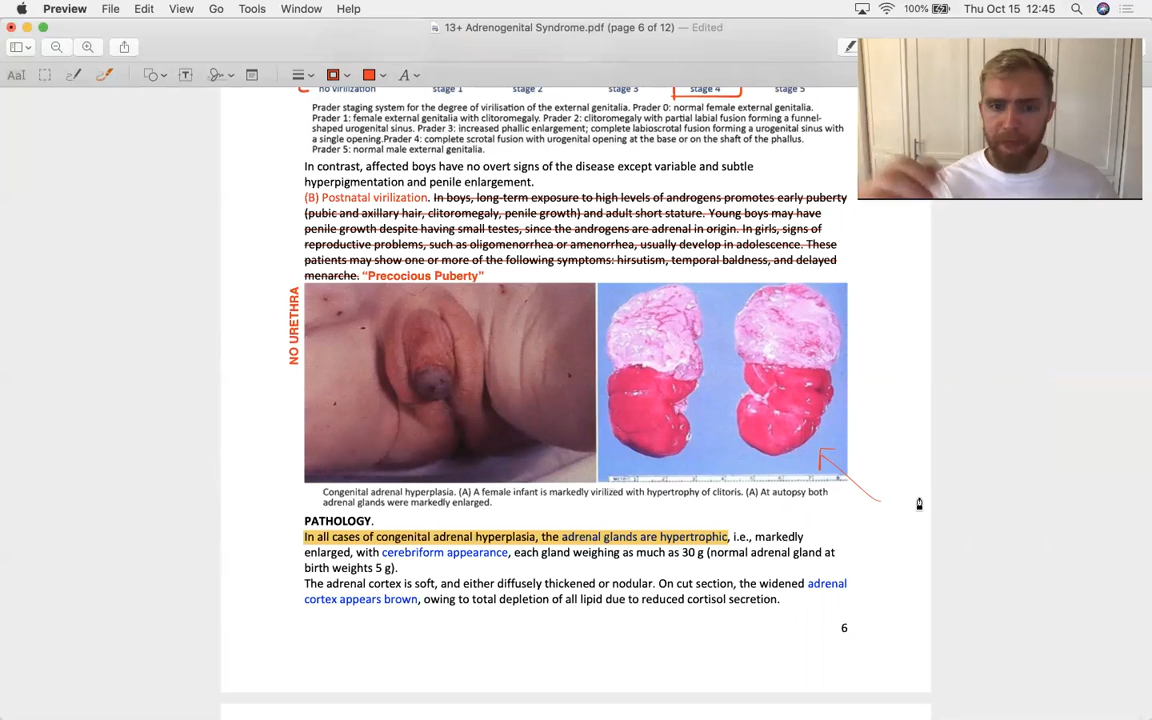 Preview File Edit View Go Tools Window Help 100% Thu Oct 15 12:45
13+ Adrenogenital Syndrome.pdf (page 6 of 12) — Edited
no virilization stage 1 stage 2 stage 3 stage 4 stage 5
Prader staging system for the degree of virilisation of the external genitalia. Prader 0: normal female external genitalia.
Prader 1: female external genitalia with clitoromegaly. Prader 2: clitoromegaly with partial labial fusion forming a funnel-
shaped urogenital sinus. Prader 3: increased phallic enlargement; complete labioscrotal fusion forming a urogenital sinus with
a single opening.Prader 4: complete scrotal fusion with urogenital opening at the base or on the shaft of the phallus.
Prader 5: normal male external genitalia.
In contrast, affected boys have no overt signs of the disease except variable and subtle
hyperpigmentation and penile enlargement.
(B) Postnatal virilization. In boys, long-term exposure to high levels of androgens promotes early puberty
(pubic and axillary hair, clitoromegaly, penile growth) and adult short stature. Young boys may have
penile growth despite having small testes, since the androgens are adrenal in origin. In girls, signs of
reproductive problems, such as oligomenorrhea or amenorrhea, usually develop in adolescence. These
patients may show one or more of the following symptoms: hirsutism, temporal baldness, and delayed
menarche. "Precocious Puberty"
NO URETHRA
Congenital adrenal hyperplasia. (A) A female infant is markedly virilized with hypertrophy of clitoris. (A) At autopsy both
adrenal glands were markedly enlarged.
PATHOLOGY.
In all cases of congenital adrenal hyperplasia, the adrenal glands are hypertrophic, i.e., markedly
enlarged, with cerebriform appearance, each gland weighing as much as 30 g (normal adrenal gland at
birth weights 5 g).
The adrenal cortex is soft, and either diffusely thickened or nodular. On cut section, the widened adrenal
cortex appears brown, owing to total depletion of all lipid due to reduced cortisol secretion.
6